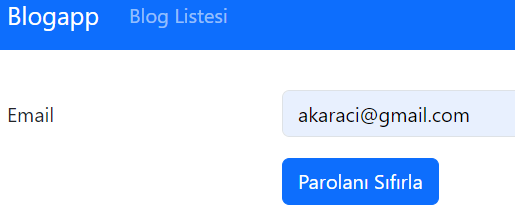 Blogapp Blog Listesi
Email akaraci@gmail.com
Parolanı Sıfırla